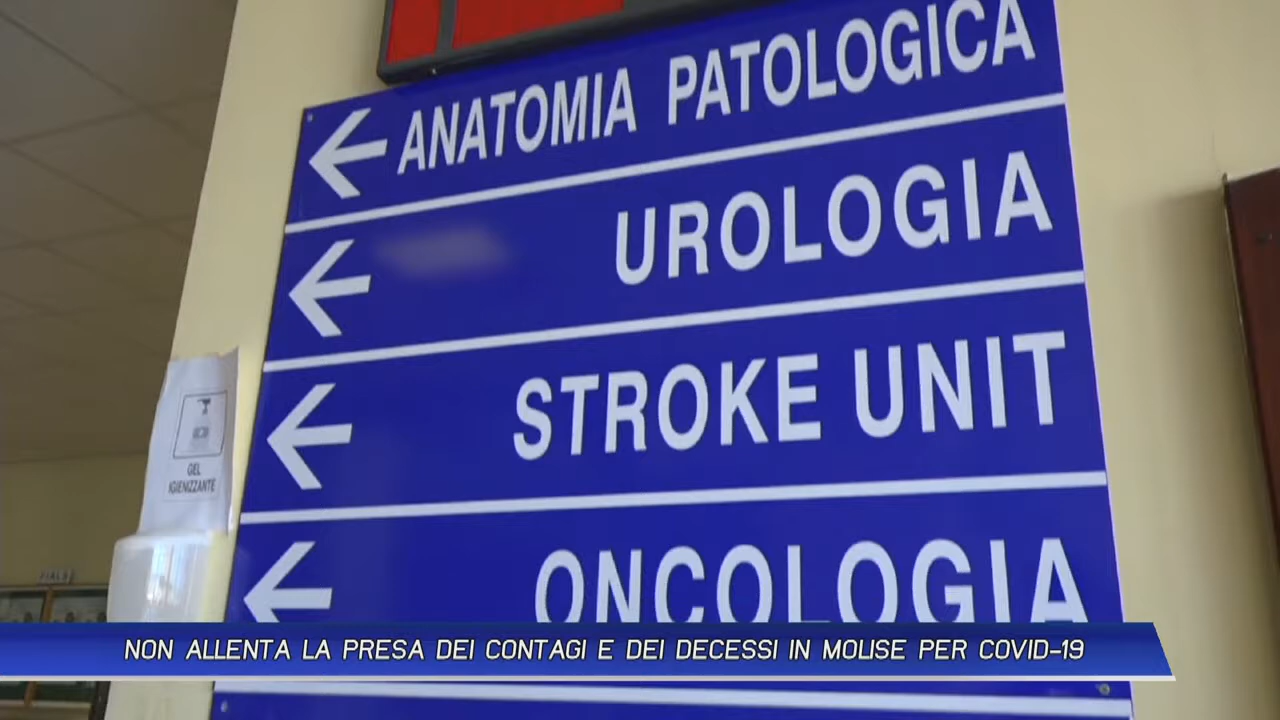 ANATOMIA PATOLOGICA
UROLOGIA
STROKE UNIT
GEL
IGIENIZZANTE
ONCOLOGIA
NON ALLENTA LA PRESA DEI CONTAGI E DEI DECESSI IN MOLISE PER COVID-19